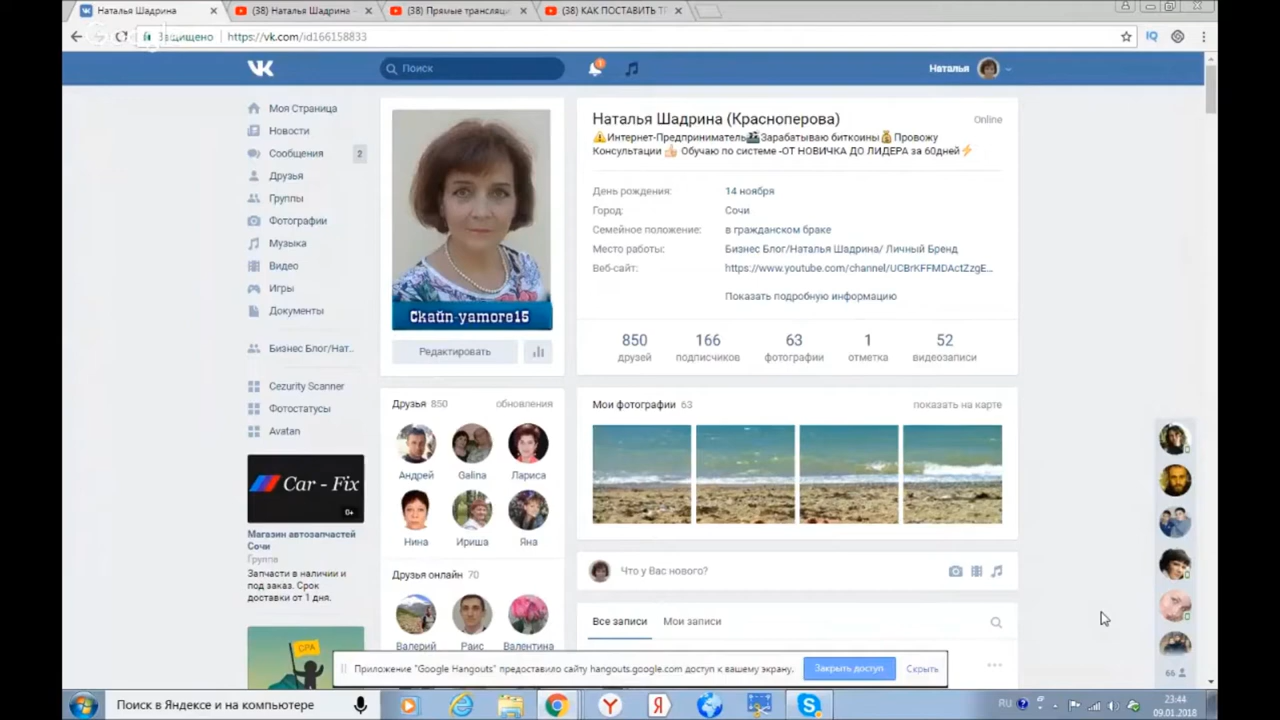 Наталья Шадрина
(38) Наталья Шадрина -
(38) Прямые трансляци
(38) КАК ПОСТАВИТЬ Т
Защищено
https://vk.com/id166158833
IQ
Поиск
1
Наталья
Моя Страница
Новости
Сообщения 2
Друзья
Группы
Фотографии
Музыка
Видео
Игры
Документы
Бизнес Блог/Нат..
Cezurity Scanner
Фотостатусы
Avatan
Car - Fix
0+
Магазин автозапчастей
Сочи
Группа
Запчасти в наличии и
под заказ. Срок
доставки от 1 дня.
CPA
Скайп-yamore15
Редактировать
Друзья 850 обновления
Андрей Galina Лариса
Нина Ириша Яна
Друзья онлайн 70
Валерий Раис Валентина
Наталья Шадрина (Красноперова)
Online
⚠️Интернет-Предприниматель🎬Зарабатываю биткоины💰Провожу
Консультации 👍 Обучаю по системе -ОТ НОВИЧКА ДО ЛИДЕРА за 60дней⚡
День рождения: 14 ноября
Город: Сочи
Семейное положение: в гражданском браке
Место работы: Бизнес Блог/Наталья Шадрина/ Личный Бренд
Веб-сайт: https://www.youtube.com/channel/UCBrKFFMDActZzgE...
Показать подробную информацию
850 166 63 1 52
друзей подписчиков фотографии отметка видеозаписи
Мои фотографии 63 показать на карте
Что у Вас нового?
Все записи Мои записи
66
Приложение "Google Hangouts" предоставило сайту hangouts.google.com доступ к вашему экрану. Закрыть доступ Скрыть
Поиск в Яндексе и на компьютере
RU
23:44
09.01.2018